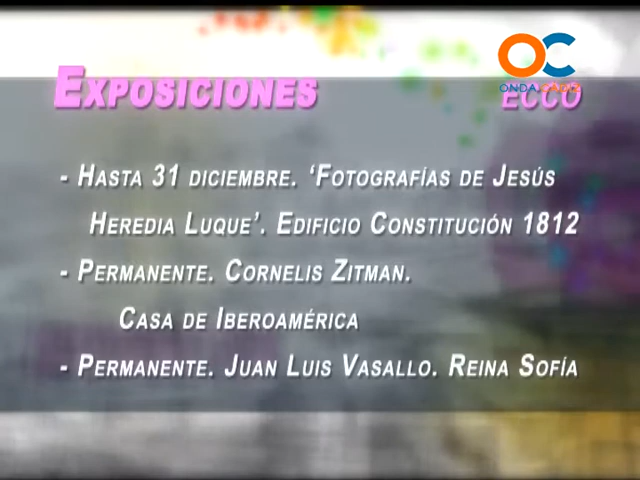 OC
ONDACÁDIZ
EXPOSICIONES
ECCO
- HASTA 31 DICIEMBRE. ‘FOTOGRAFÍAS DE JESÚS
HEREDIA LUQUE’. EDIFICIO CONSTITUCIÓN 1812
- PERMANENTE. CORNELIS ZITMAN.
CASA DE IBEROAMÉRICA
- PERMANENTE. JUAN LUIS VASALLO. REINA SOFÍA